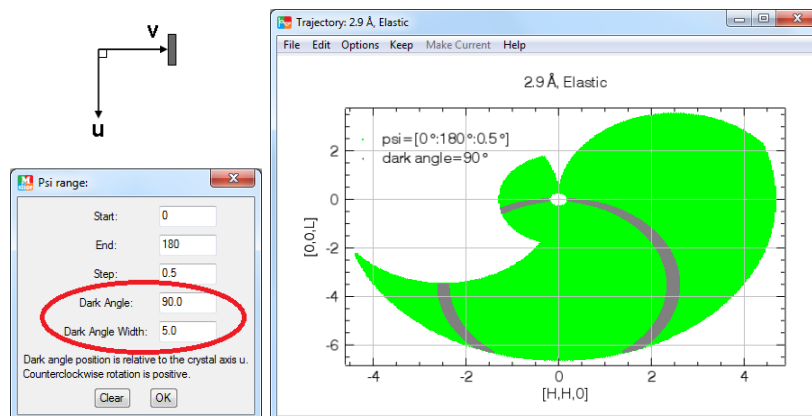 v
u
Psi range:
Start: 0
End: 180
Step: 0.5
Dark Angle: 90.0
Dark Angle Width: 5.0
Dark angle position is relative to the crystal axis u.
Counterclockwise rotation is positive.
Clear OK
Trajectory: 2.9 Å, Elastic
File Edit Options Keep Make Current Help
2.9 Å, Elastic
psi=[0°:180°:0.5°]
dark angle=90°
[0,0,L]
2
0
-2
-4
-6
-4 -2 0 2 4
[H,H,0]